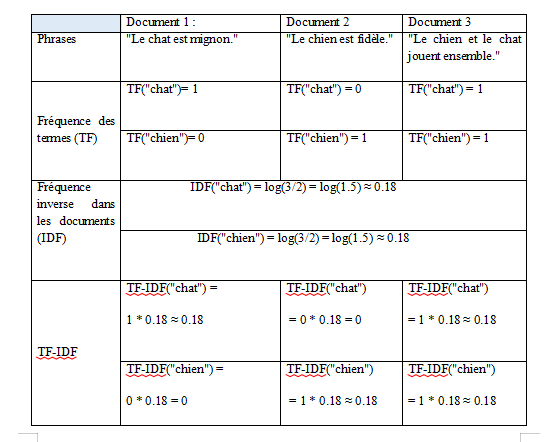 Document 1 :
Document 2
Document 3
Phrases
"Le chat est mignon."
"Le chien est fidèle."
"Le chien et le chat
jouent ensemble."
Fréquence des
termes (TF)
TF("chat")= 1
TF("chat") = 0
TF("chat") = 1
TF("chien")= 0
TF("chien") = 1
TF("chien") = 1
Fréquence
inverse dans
les documents
(IDF)
IDF("chat") = log(3/2) = log(1.5) ≈ 0.18
IDF("chien") = log(3/2) = log(1.5) ≈ 0.18
TF-IDF
TF-IDF("chat") =
1 * 0.18 ≈ 0.18
TF-IDF("chat")
= 0 * 0.18 = 0
TF-IDF("chat")
= 1 * 0.18 ≈ 0.18
TF-IDF("chien") =
0 * 0.18 = 0
TF-IDF("chien")
= 1 * 0.18 ≈ 0.18
TF-IDF("chien")
= 1 * 0.18 ≈ 0.18